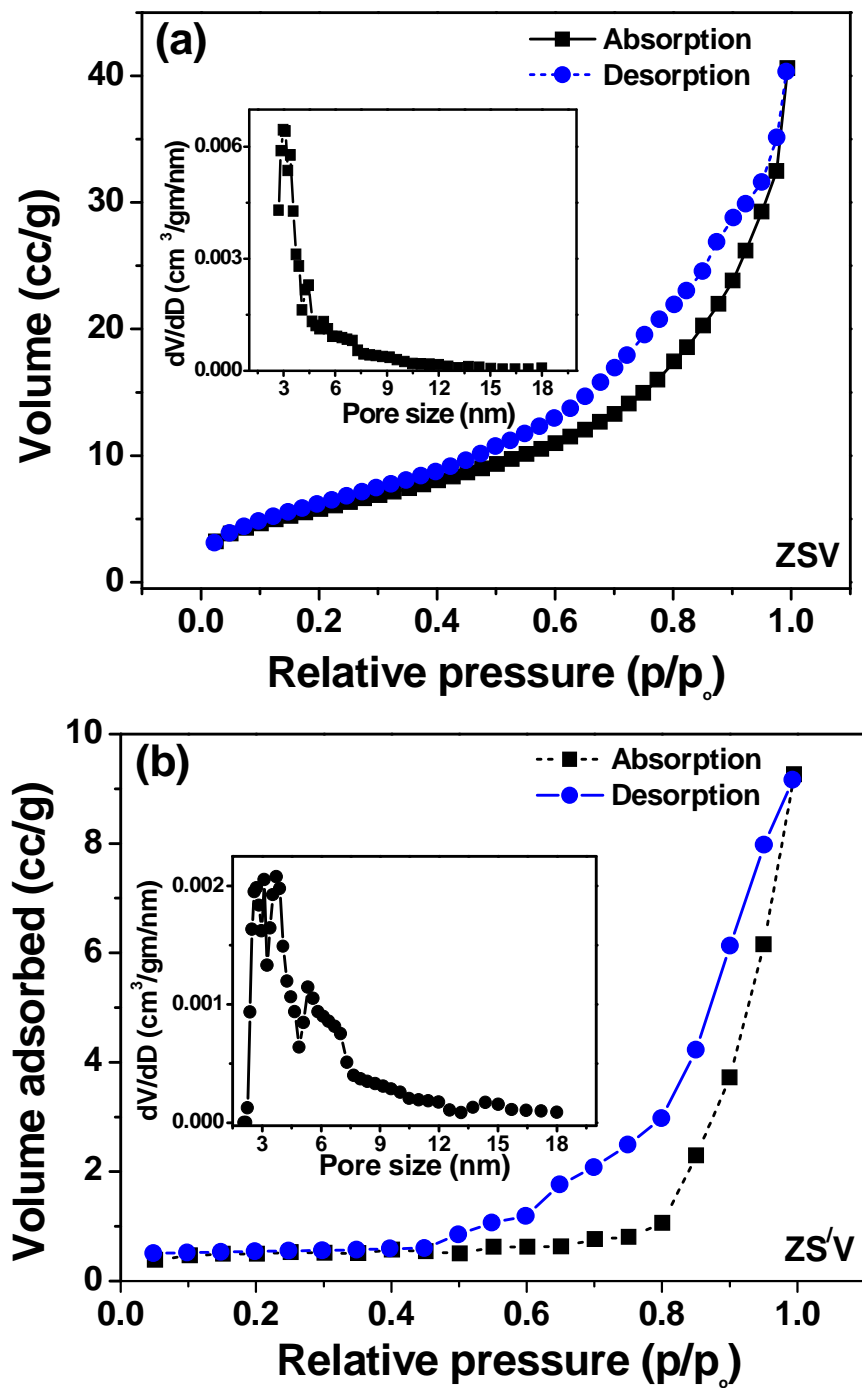 (a)
Absorption
Desorption
40
30
20
10
0
Volume (cc/g)
0.006
0.003
0.000
dV/dD (cm³/gm/nm)
3 6 9 12 15 18
Pore size (nm)
ZSV
0.0 0.2 0.4 0.6 0.8 1.0
Relative pressure (p/pₒ)
(b)
Absorption
Desorption
10
8
6
4
2
0
Volume adsorbed (cc/g)
0.002
0.001
0.000
dV/dD (cm³/gm/nm)
3 6 9 12 15 18
Pore size (nm)
ZS/V
0.0 0.2 0.4 0.6 0.8 1.0
Relative pressure (p/pₒ)